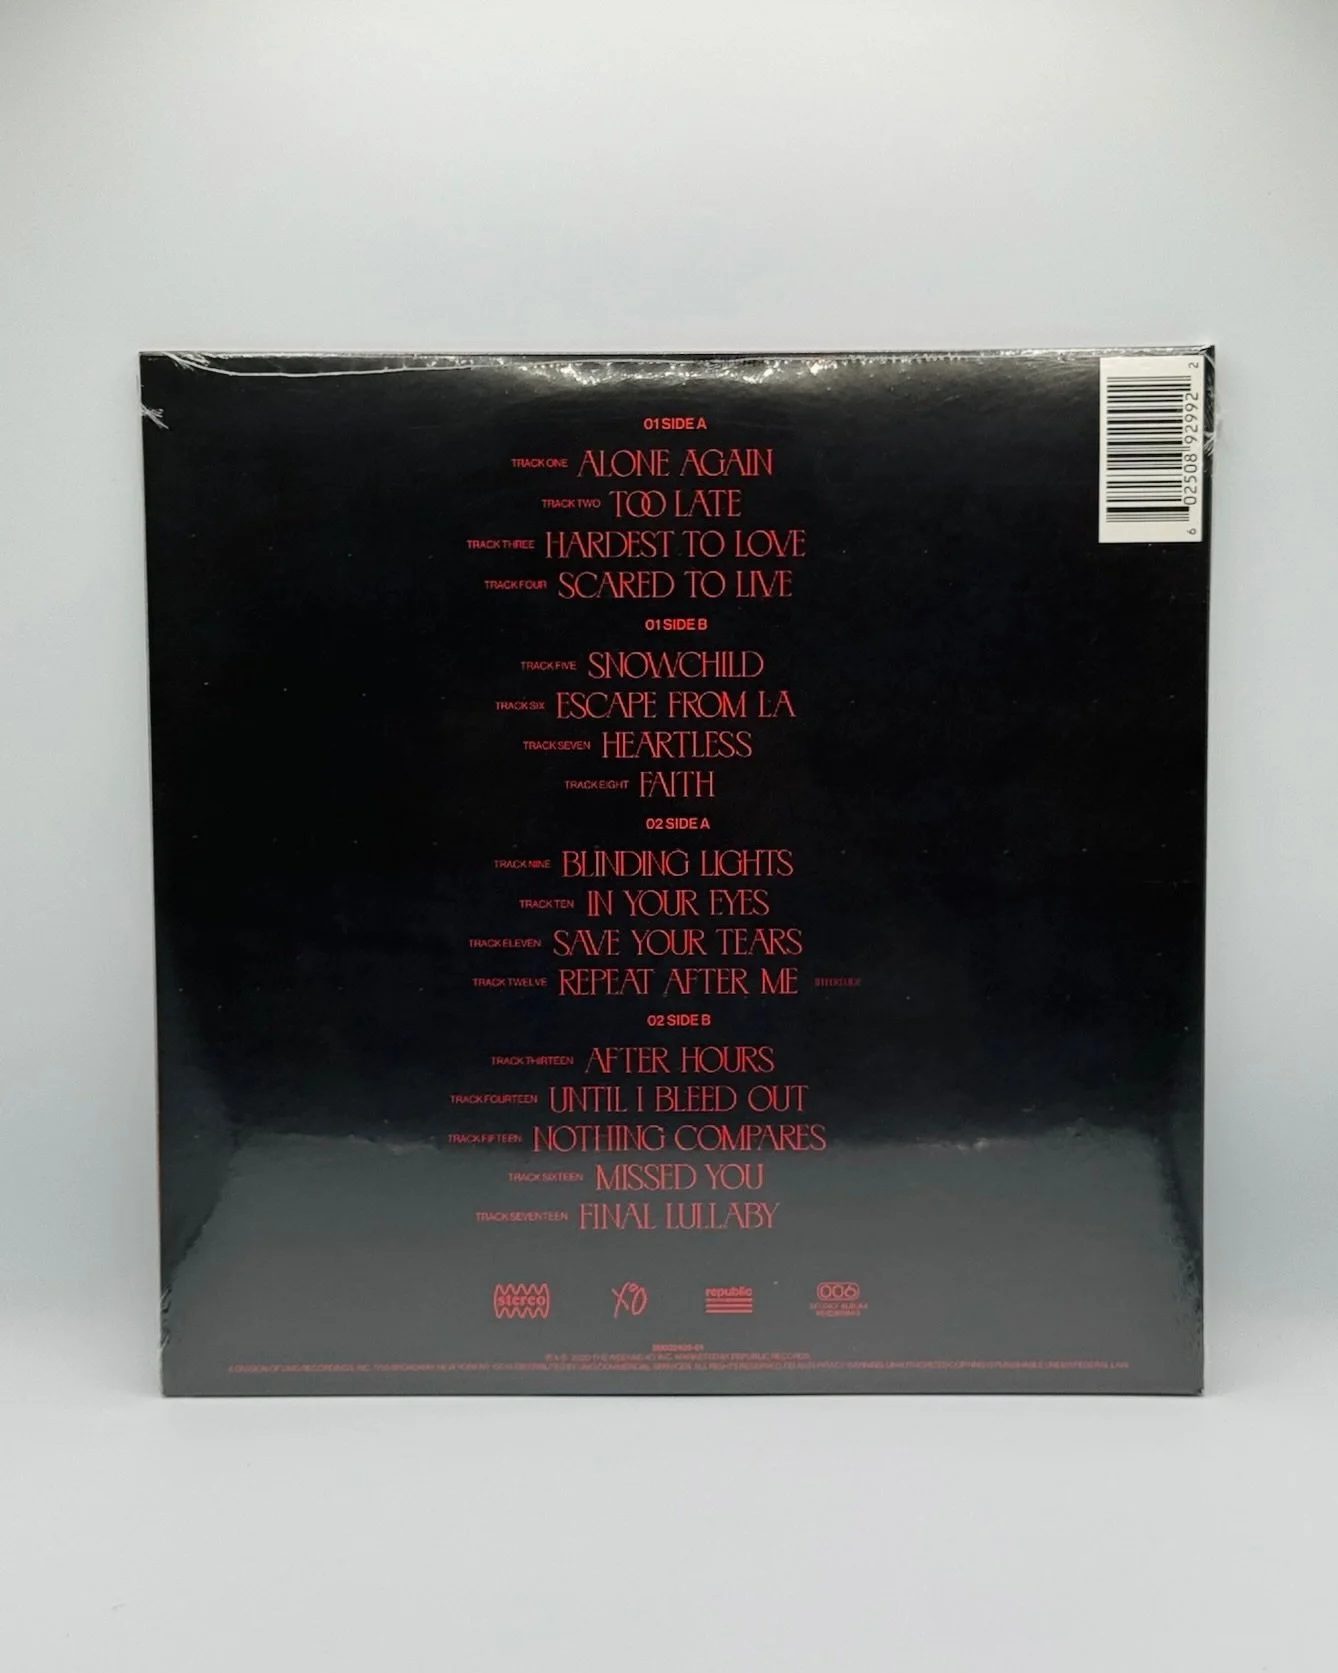 01 SIDE A
TRACK ONE ALONE AGAIN
TRACK TWO TOO LATE
TRACK THREE HARDEST TO LOVE
TRACK FOUR SCARED TO LIVE
01 SIDE B
TRACK FIVE SNOWCHILD
TRACK SIX ESCAPE FROM LA
TRACK SEVEN HEARTLESS
TRACK EIGHT FAITH
02 SIDE A
TRACK NINE BLINDING LIGHTS
TRACK TEN IN YOUR EYES
TRACK ELEVEN SAVE YOUR TEARS
TRACK TWELVE REPEAT AFTER ME INTERLUDE
02 SIDE B
TRACK THIRTEEN AFTER HOURS
TRACK FOURTEEN UNTIL I BLEED OUT
TRACK FIFTEEN NOTHING COMPARES
TRACK SIXTEEN MISSED YOU
TRACK SEVENTEEN FINAL LULLABY
6 02508 92992 2
stereo XO republic 006